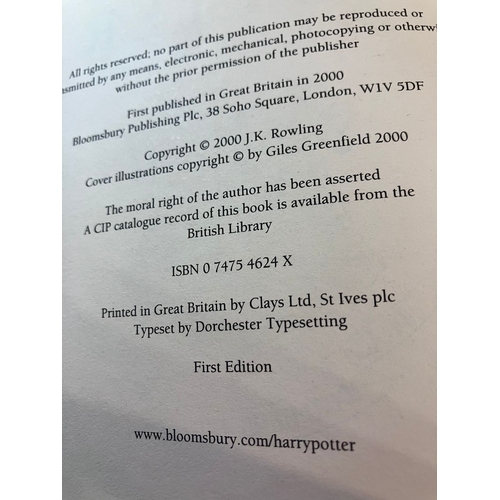 All rights reserved; no part of this publication may be reproduced or
nsmitted by any means, electronic, mechanical, photocopying or otherwi
without the prior permission of the publisher
First published in Great Britain in 2000
Bloomsbury Publishing Plc, 38 Soho Square, London, W1V 5DF
Copyright © 2000 J.K. Rowling
Cover illustrations copyright © by Giles Greenfield 2000
The moral right of the author has been asserted
A CIP catalogue record of this book is available from the
British Library
ISBN 0 7475 4624 X
Printed in Great Britain by Clays Ltd, St Ives plc
Typeset by Dorchester Typesetting
First Edition
www.bloomsbury.com/harrypotter